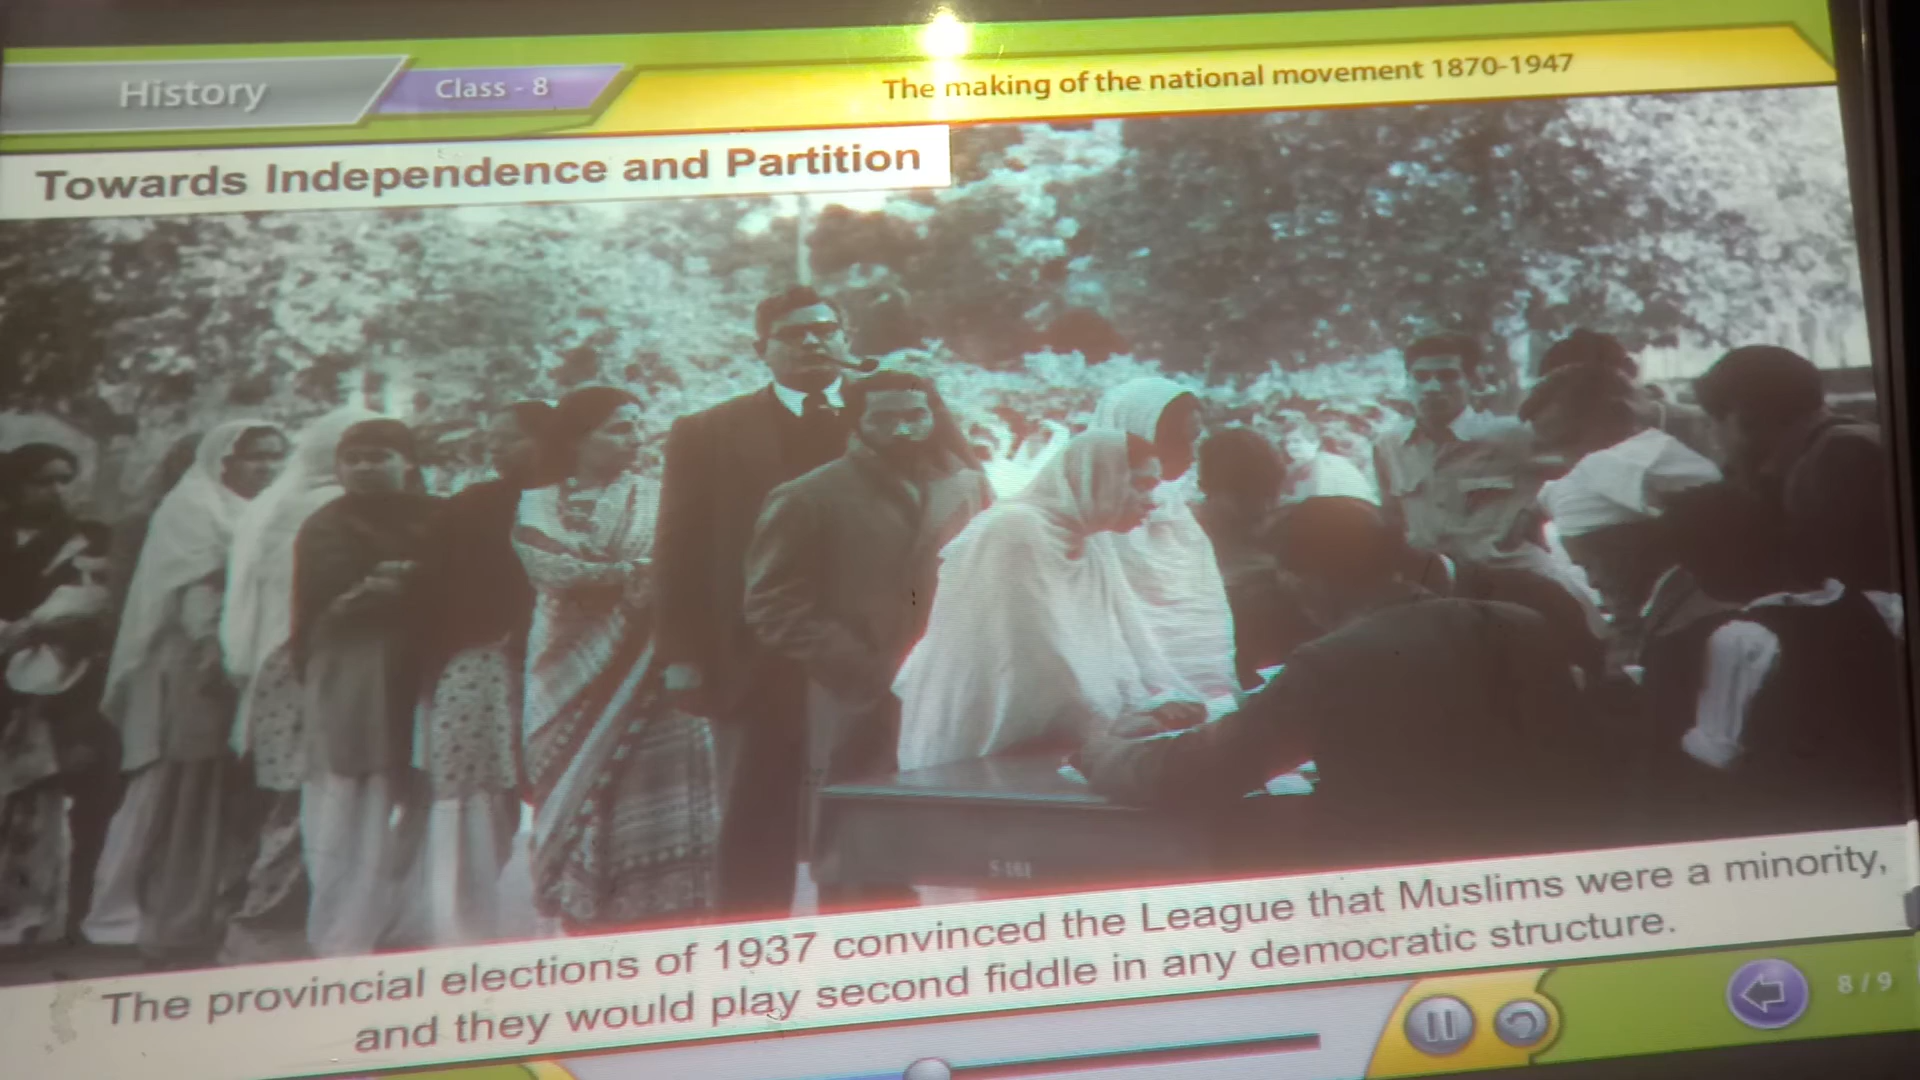 History
Class - 8
The making of the national movement 1870-1947
Towards Independence and Partition
S 161
The provincial elections of 1937 convinced the League that Muslims were a minority,
and they would play second fiddle in any democratic structure.
8 / 9